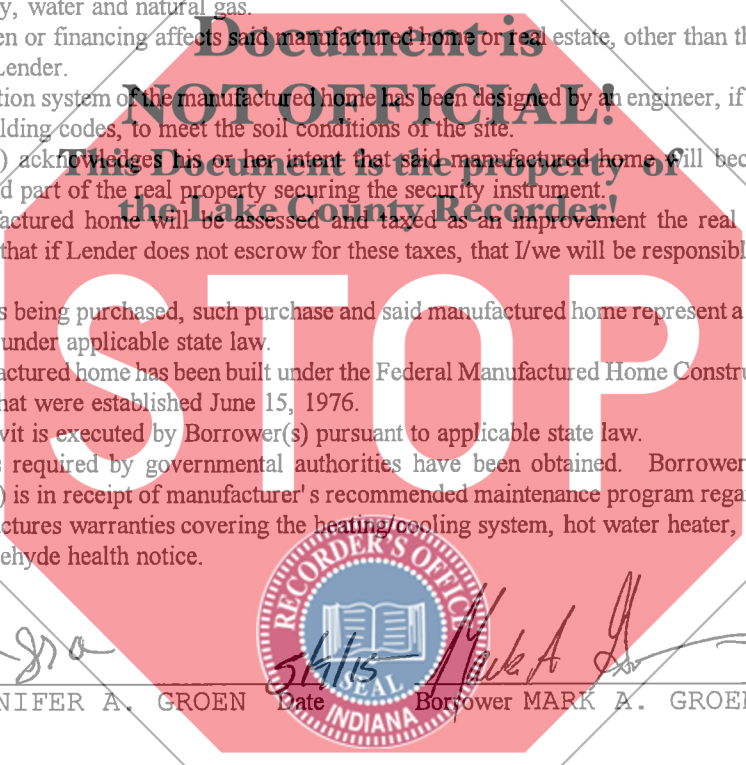 y, water and natural gas.
en or financing affects said manufactured home or real estate, other than th
Lender.
tion system of the manufactured home has been designed by an engineer, if
lding codes, to meet the soil conditions of the site.
) acknowledges his or her intent that said manufactured home will bec
d part of the real property securing the security instrument.
factured home will be assessed and taxed as an improvement the real
that if Lender does not escrow for these taxes, that I/we will be responsibl
s being purchased, such purchase and said manufactured home represent a
under applicable state law.
actured home has been built under the Federal Manufactured Home Constru
hat were established June 15, 1976.
vit is executed by Borrower(s) pursuant to applicable state law.
s required by governmental authorities have been obtained. Borrower
) is in receipt of manufacturer's recommended maintenance program rega
ctures warranties covering the heating/cooling system, hot water heater,
ehyde health notice.
Document is
NOT OFFICIAL!
This Document is the property of
the Lake County Recorder!
STOP
RECORDER'S OFFICE
SEAL
INDIANA
Mark A
NIFER A. GROEN Date Borrower MARK A. GROE